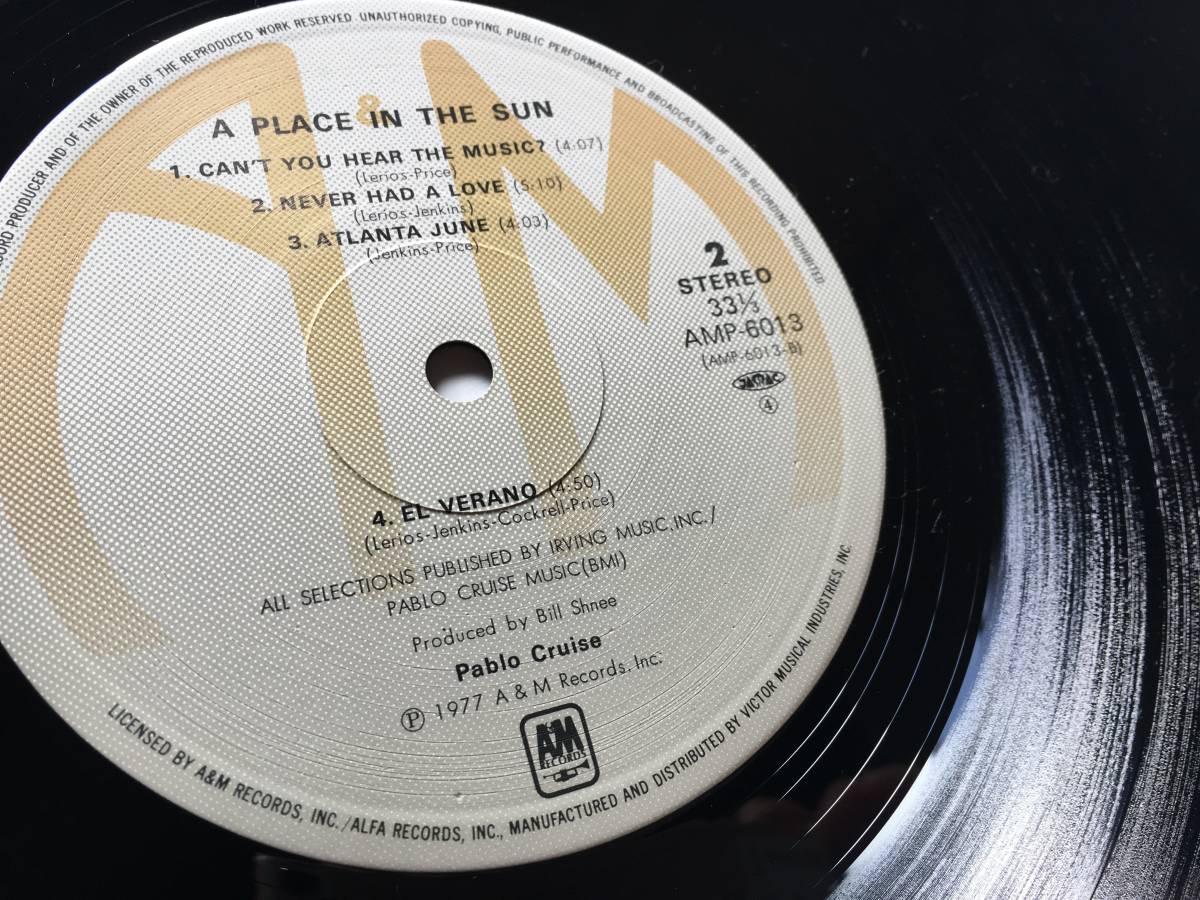 ORD PRODUCER AND OF THE OWNER OF THE REPRODUCED WORK RESERVED. UNAUTHORIZED COPYING, PUBLIC PERFORMANCE AND BROADCASTING OF THIS RECORDING PROHIBITED
&
A PLACE IN THE SUN
1. CAN'T YOU HEAR THE MUSIC? (4:07)
(Lerios-Price)
2. NEVER HAD A LOVE (5:10)
(Lerios-Jenkins)
3. ATLANTA JUNE (4:03)
(Jenkins-Price)
2
STEREO
33⅓
AMP-6013
(AMP-6013-B)
JASRAC
④
4. EL VERANO (4:50)
(Lerios-Jenkins-Cockrell-Price)
ALL SELECTIONS PUBLISHED BY IRVING MUSIC, INC./
PABLO CRUISE MUSIC(BMI)
Produced by Bill Shnee
Pablo Cruise
Ⓟ 1977 A & M Records, Inc.
A&M
RECORDS
LICENSED BY A&M RECORDS, INC./ALFA RECORDS, INC., MANUFACTURED AND DISTRIBUTED BY VICTOR MUSICAL INDUSTRIES, INC